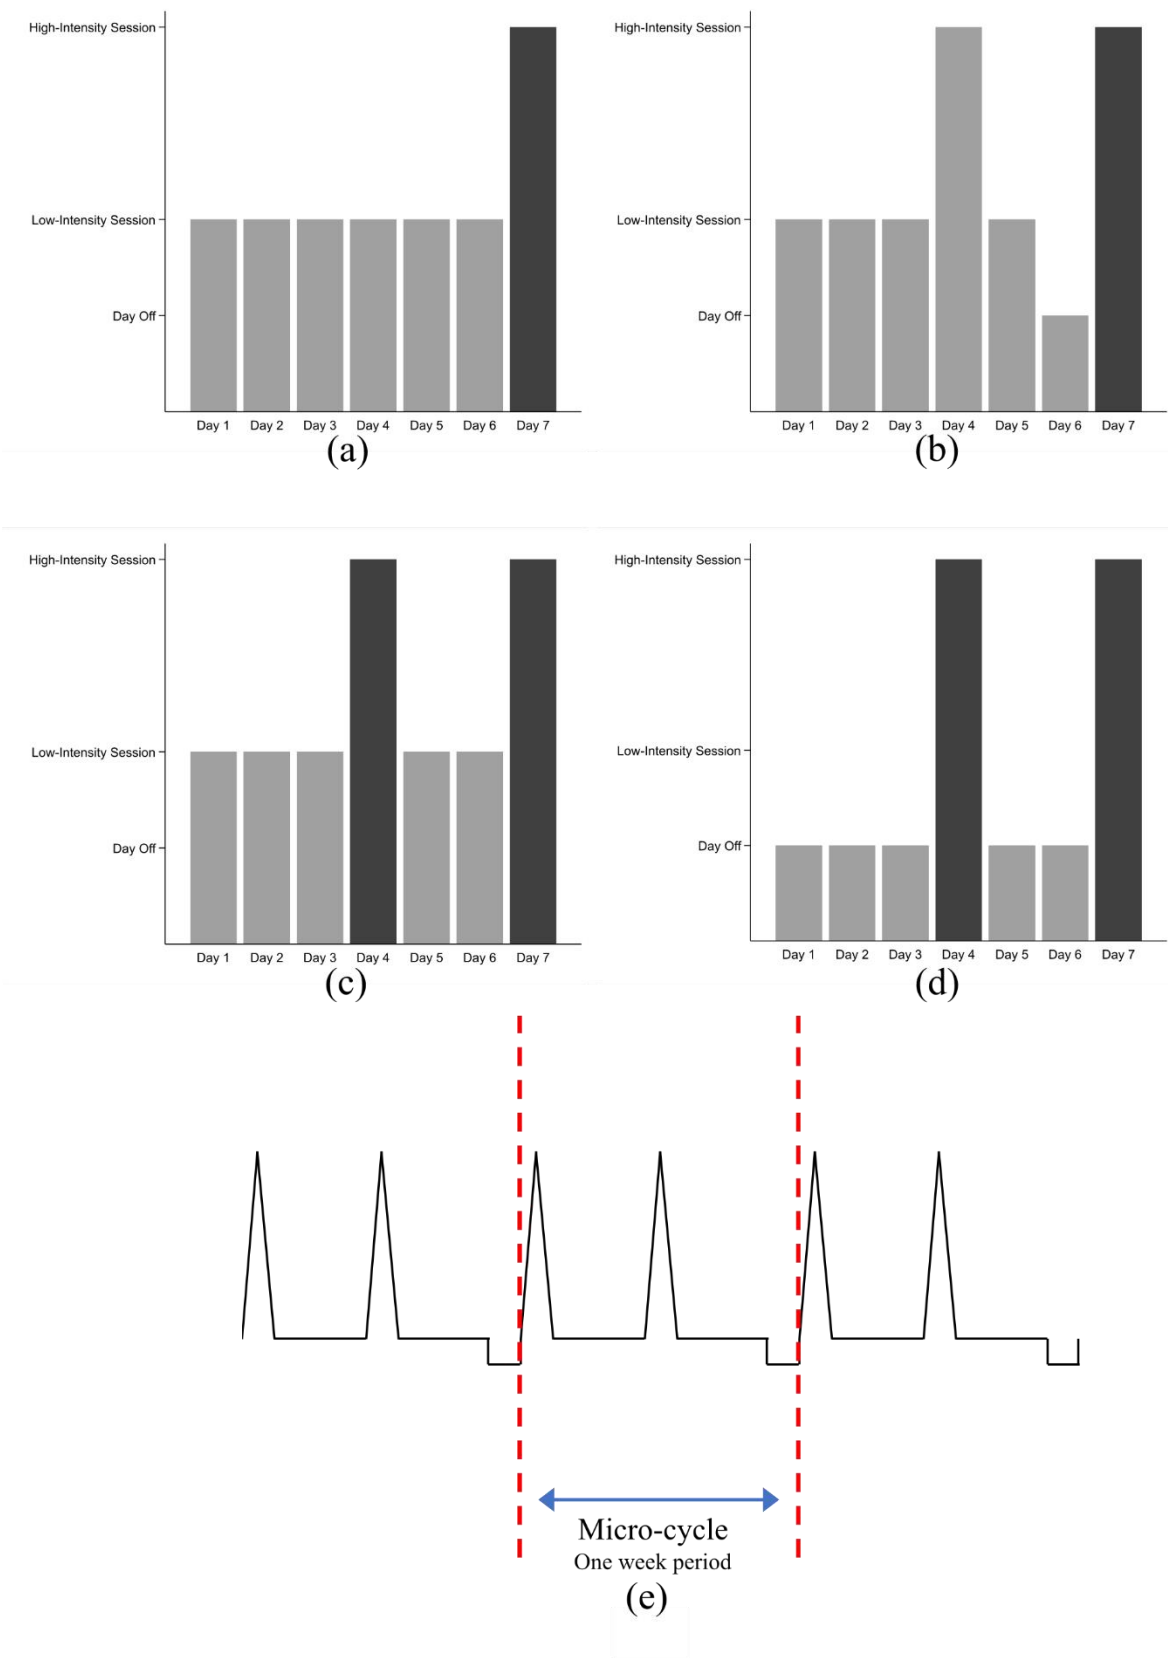 High-Intensity Session
Low-Intensity Session
Day Off
Day 1 Day 2 Day 3 Day 4 Day 5 Day 6 Day 7
(a)
High-Intensity Session
Low-Intensity Session
Day Off
Day 1 Day 2 Day 3 Day 4 Day 5 Day 6 Day 7
(b)
High-Intensity Session
Low-Intensity Session
Day Off
Day 1 Day 2 Day 3 Day 4 Day 5 Day 6 Day 7
(c)
High-Intensity Session
Low-Intensity Session
Day Off
Day 1 Day 2 Day 3 Day 4 Day 5 Day 6 Day 7
(d)
Micro-cycle
One week period
(e)